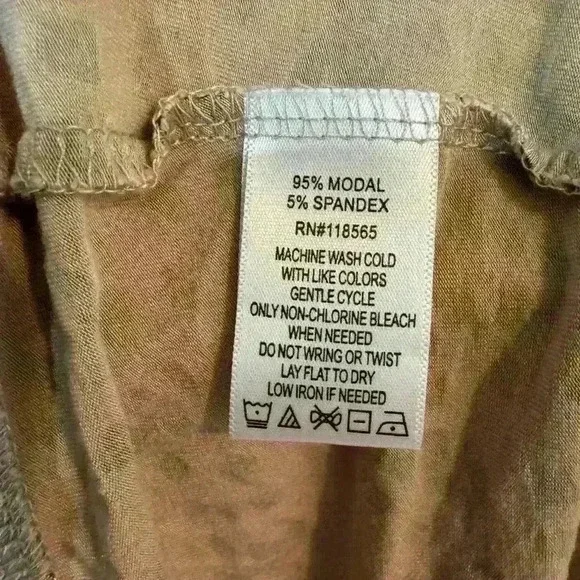 95% MODAL
5% SPANDEX
RN#118565
MACHINE WASH COLD
WITH LIKE COLORS
GENTLE CYCLE
ONLY NON-CHLORINE BLEACH
WHEN NEEDED
DO NOT WRING OR TWIST
LAY FLAT TO DRY
LOW IRON IF NEEDED